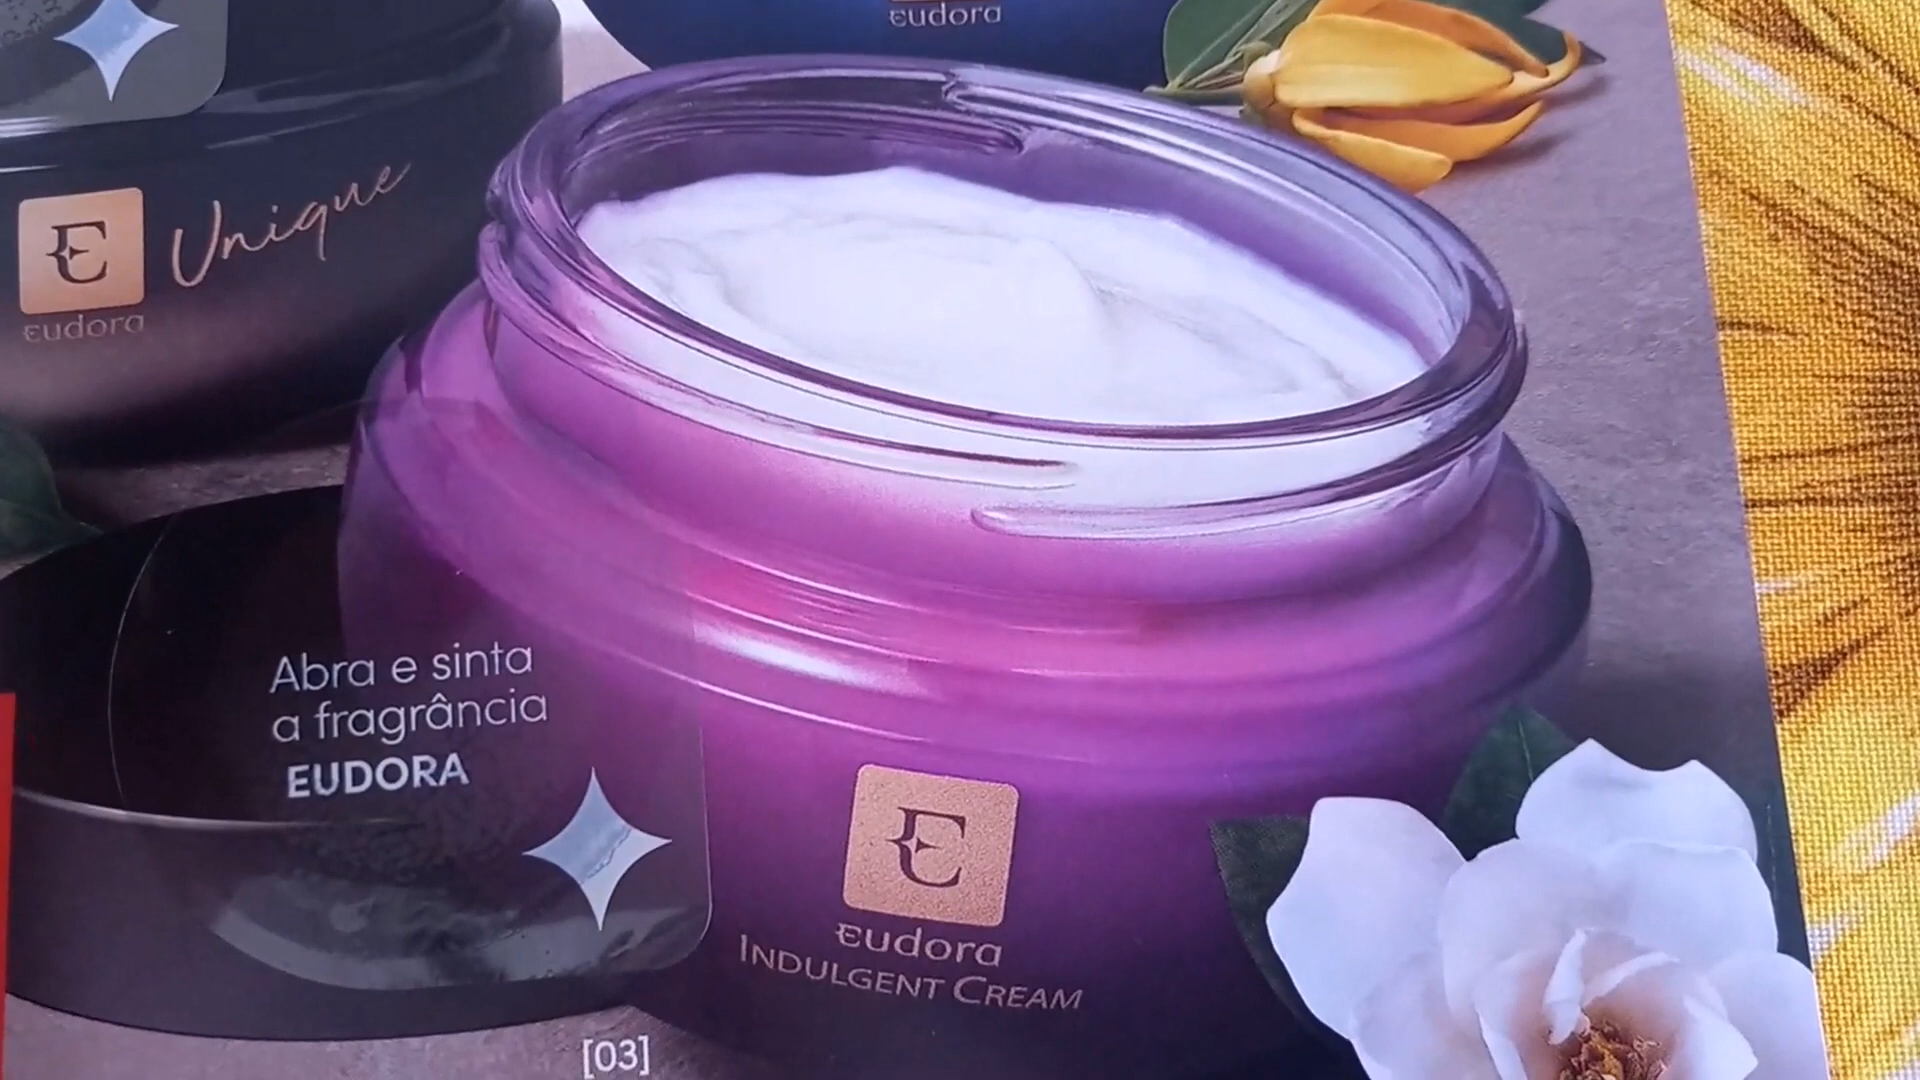 eudora
E
Unique
eudora
Abra e sinta
a fragrância
EUDORA
E
eudora
INDULGENT CREAM
[03]